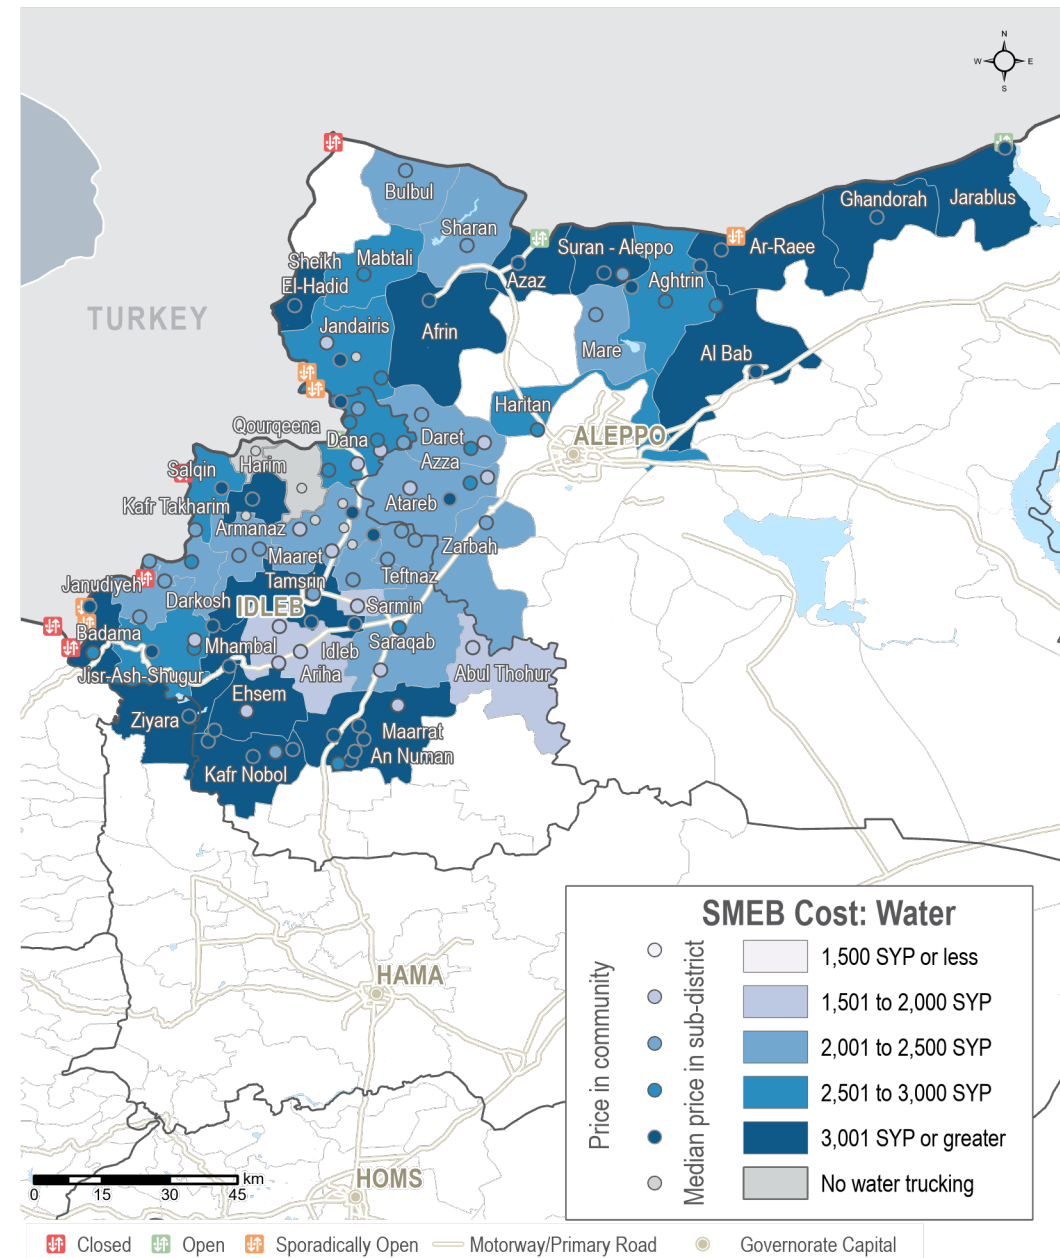 N
W
E
S
Bulbul
Sharan
Ghandorah
Jarablus
Sheikh
El-Hadid
Mabtali
Suran - Aleppo
Ar-Raee
Azaz
Aghtrin
TURKEY
Jandairis
Afrin
Mare
Al Bab
Haritan
Qourqeena
Dana
Daret
Azza
ALEPPO
Salqin
Harim
Kafr Takharim
Atareb
Armanaz
Maaret
Tamsrin
Zarbah
Teftnaz
Janudiyeh
Darkosh
IDLEB
Sarmin
Badama
Mhambal
Idleb
Saraqab
Jisr-Ash-Shugur
Ariha
Abul Thohur
Ehsem
Ziyara
Maarrat
An Numan
Kafr Nobol
HAMA
HOMS
SMEB Cost: Water
Price in community
Median price in sub-district
1,500 SYP or less
1,501 to 2,000 SYP
2,001 to 2,500 SYP
2,501 to 3,000 SYP
3,001 SYP or greater
No water trucking
km
0 15 30 45
Closed Open Sporadically Open Motorway/Primary Road Governorate Capital